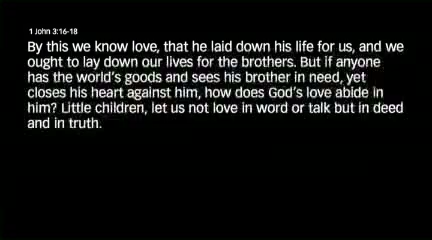 1 John 3:16-18
By this we know love, that he laid down his life for us, and we
ought to lay down our lives for the brothers. But if anyone
has the world's goods and sees his brother in need, yet
closes his heart against him, how does God's love abide in
him? Little children, let us not love in word or talk but in deed
and in truth.